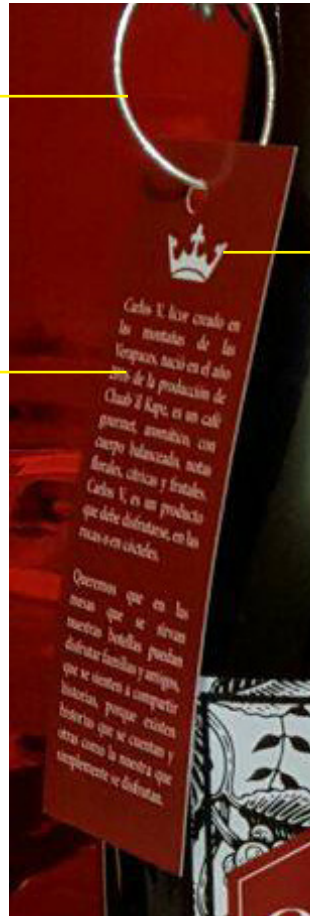 Carlos V, licor creado en
las montañas de las
Verapaces, nació en el año
de la producción de
Chuub il Kape, es un café
gourmet, aromático, con
cuerpo balanceado, notas
florales, cítricas y frutales.
Carlos V, es un producto
que debe disfrutarse, en las
rocas o en cócteles.
Queremos que en las
mesas que se sirvan
nuestras botellas puedan
disfrutar familias y amigos,
que se sienten a compartir
historias, porque existen
historias que se cuentan y
otras como la nuestra que
simplemente se disfrutan.